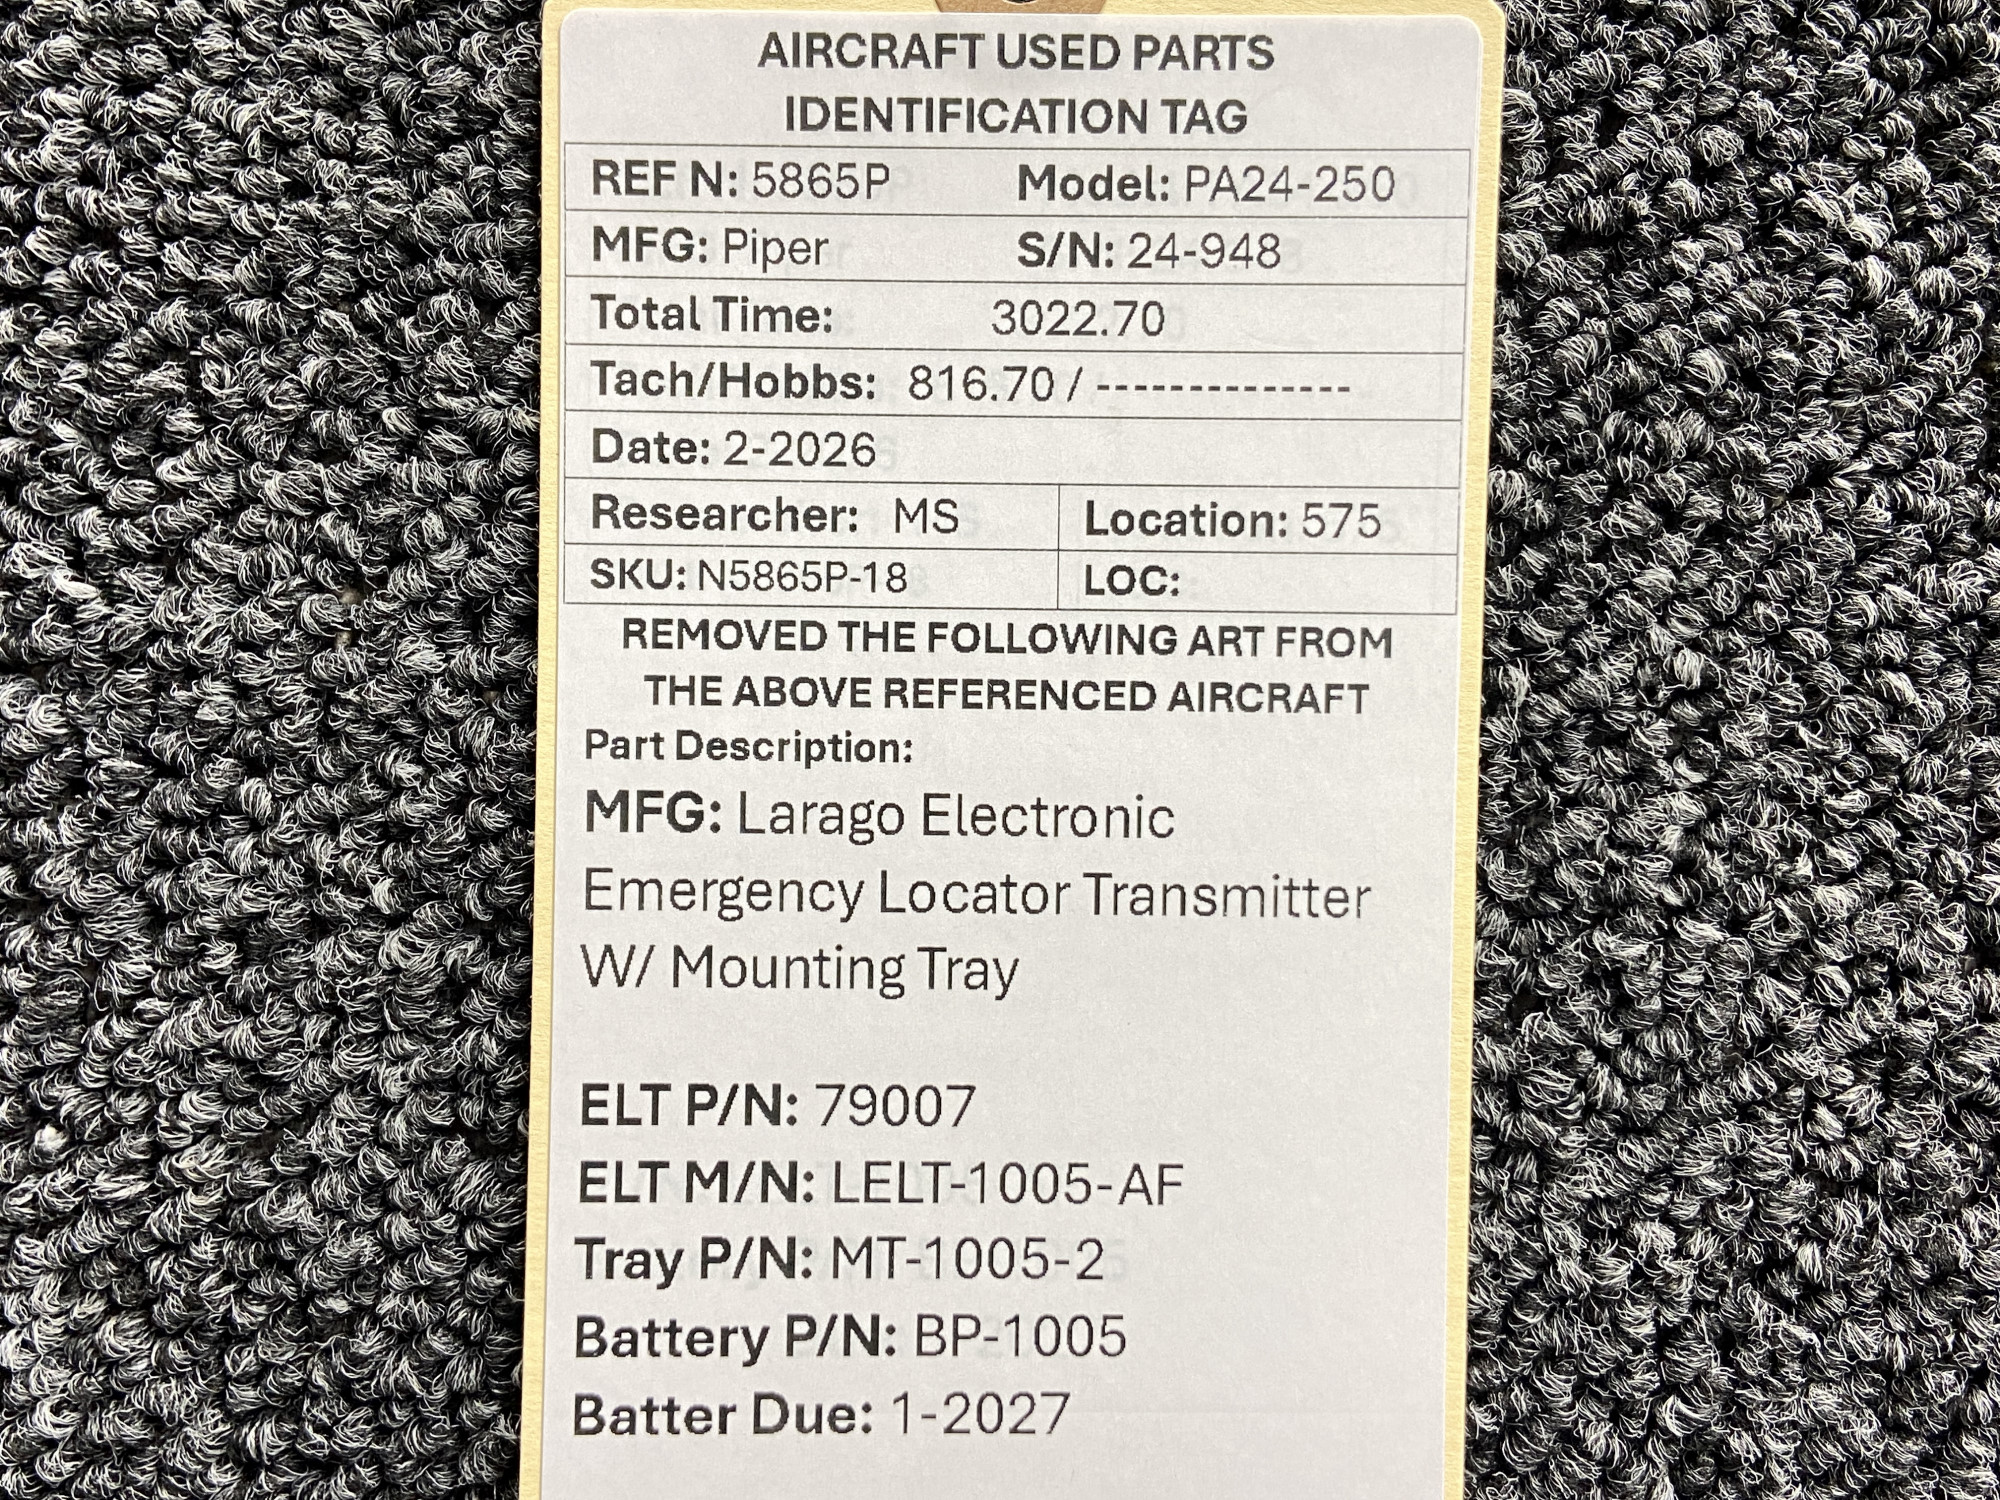 AIRCRAFT USED PARTS
IDENTIFICATION TAG
REF N: 5865P Model: PA24-250
MFG: Piper S/N: 24-948
Total Time: 3022.70
Tach/Hobbs: 816.70 / --------------
Date: 2-2026
Researcher: MS Location: 575
SKU: N5865P-18 LOC:
REMOVED THE FOLLOWING ART FROM
THE ABOVE REFERENCED AIRCRAFT
Part Description:
MFG: Larago Electronic
Emergency Locator Transmitter
W/ Mounting Tray
ELT P/N: 79007
ELT M/N: LELT-1005-AF
Tray P/N: MT-1005-2
Battery P/N: BP-1005
Batter Due: 1-2027